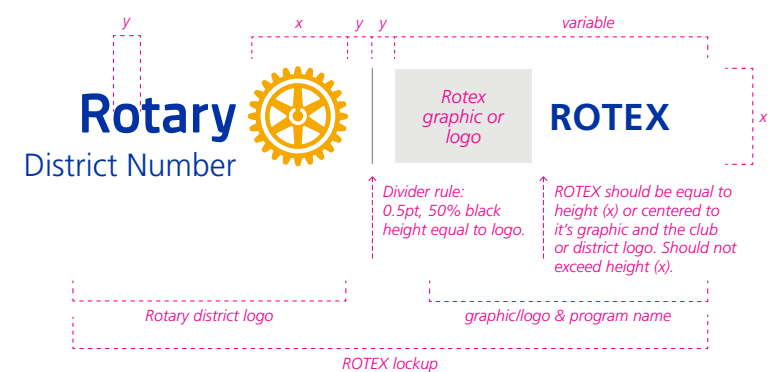 y
x
y
y
variable
Rotary
District Number
Rotex
graphic or
logo
ROTEX
x
Divider rule:
0.5pt, 50% black
height equal to logo.
ROTEX should be equal to
height (x) or centered to
it's graphic and the club
or district logo. Should not
exceed height (x).
Rotary district logo
graphic/logo & program name
ROTEX lockup